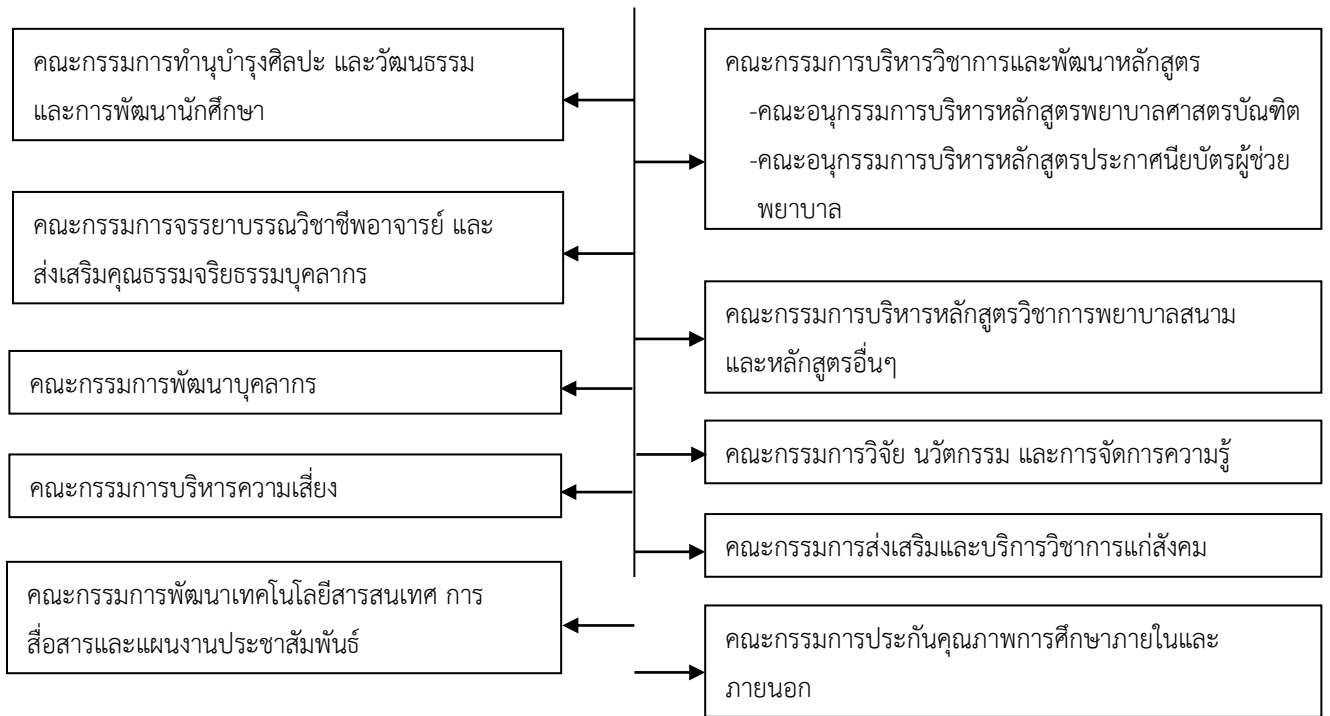 คณะกรรมการทำนุบำรุงศิลปะ และวัฒนธรรม
และการพัฒนานักศึกษา
คณะกรรมการจรรยาบรรณวิชาชีพอาจารย์ และ
ส่งเสริมคุณธรรมจริยธรรมบุคลากร
คณะกรรมการพัฒนาบุคลากร
คณะกรรมการบริหารความเสี่ยง
คณะกรรมการพัฒนาเทคโนโลยีสารสนเทศ การ
สื่อสารและแผนงานประชาสัมพันธ์
คณะกรรมการบริหารวิชาการและพัฒนาหลักสูตร
-คณะอนุกรรมการบริหารหลักสูตรพยาบาลศาสตรบัณฑิต
-คณะอนุกรรมการบริหารหลักสูตรประกาศนียบัตรผู้ช่วย
พยาบาล
คณะกรรมการบริหารหลักสูตรวิชาการพยาบาลสนาม
และหลักสูตรอื่นๆ
คณะกรรมการวิจัย นวัตกรรม และการจัดการความรู้
คณะกรรมการส่งเสริมและบริการวิชาการแก่สังคม
คณะกรรมการประกันคุณภาพการศึกษาภายในและ
ภายนอก